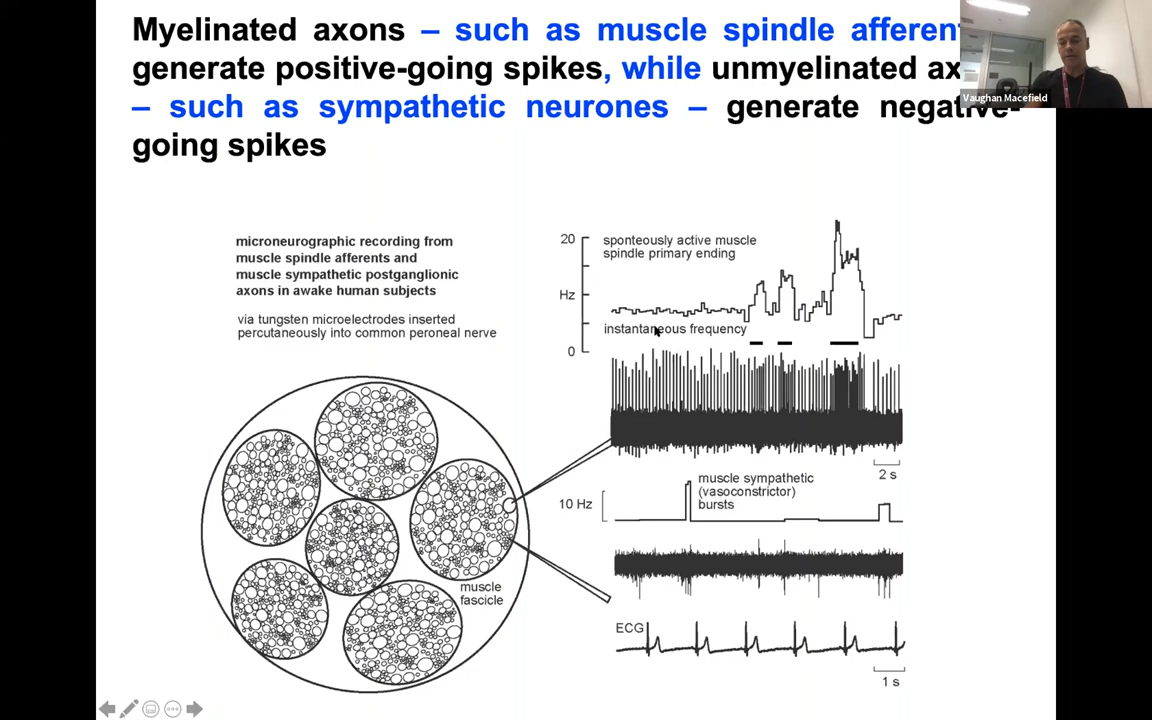 Myelinated axons – such as muscle spindle afferent
generate positive-going spikes, while unmyelinated ax
– such as sympathetic neurones – generate negative-
going spikes
Vaughan Macefield
microneurographic recording from
muscle spindle afferents and
muscle sympathetic postganglionic
axons in awake human subjects
via tungsten microelectrodes inserted
percutaneously into common peroneal nerve
20
Hz
0
sponteously active muscle
spindle primary ending
instantaneous frequency
2 s
10 Hz
muscle sympathetic
(vasoconstrictor)
bursts
muscle
fascicle
ECG
1 s